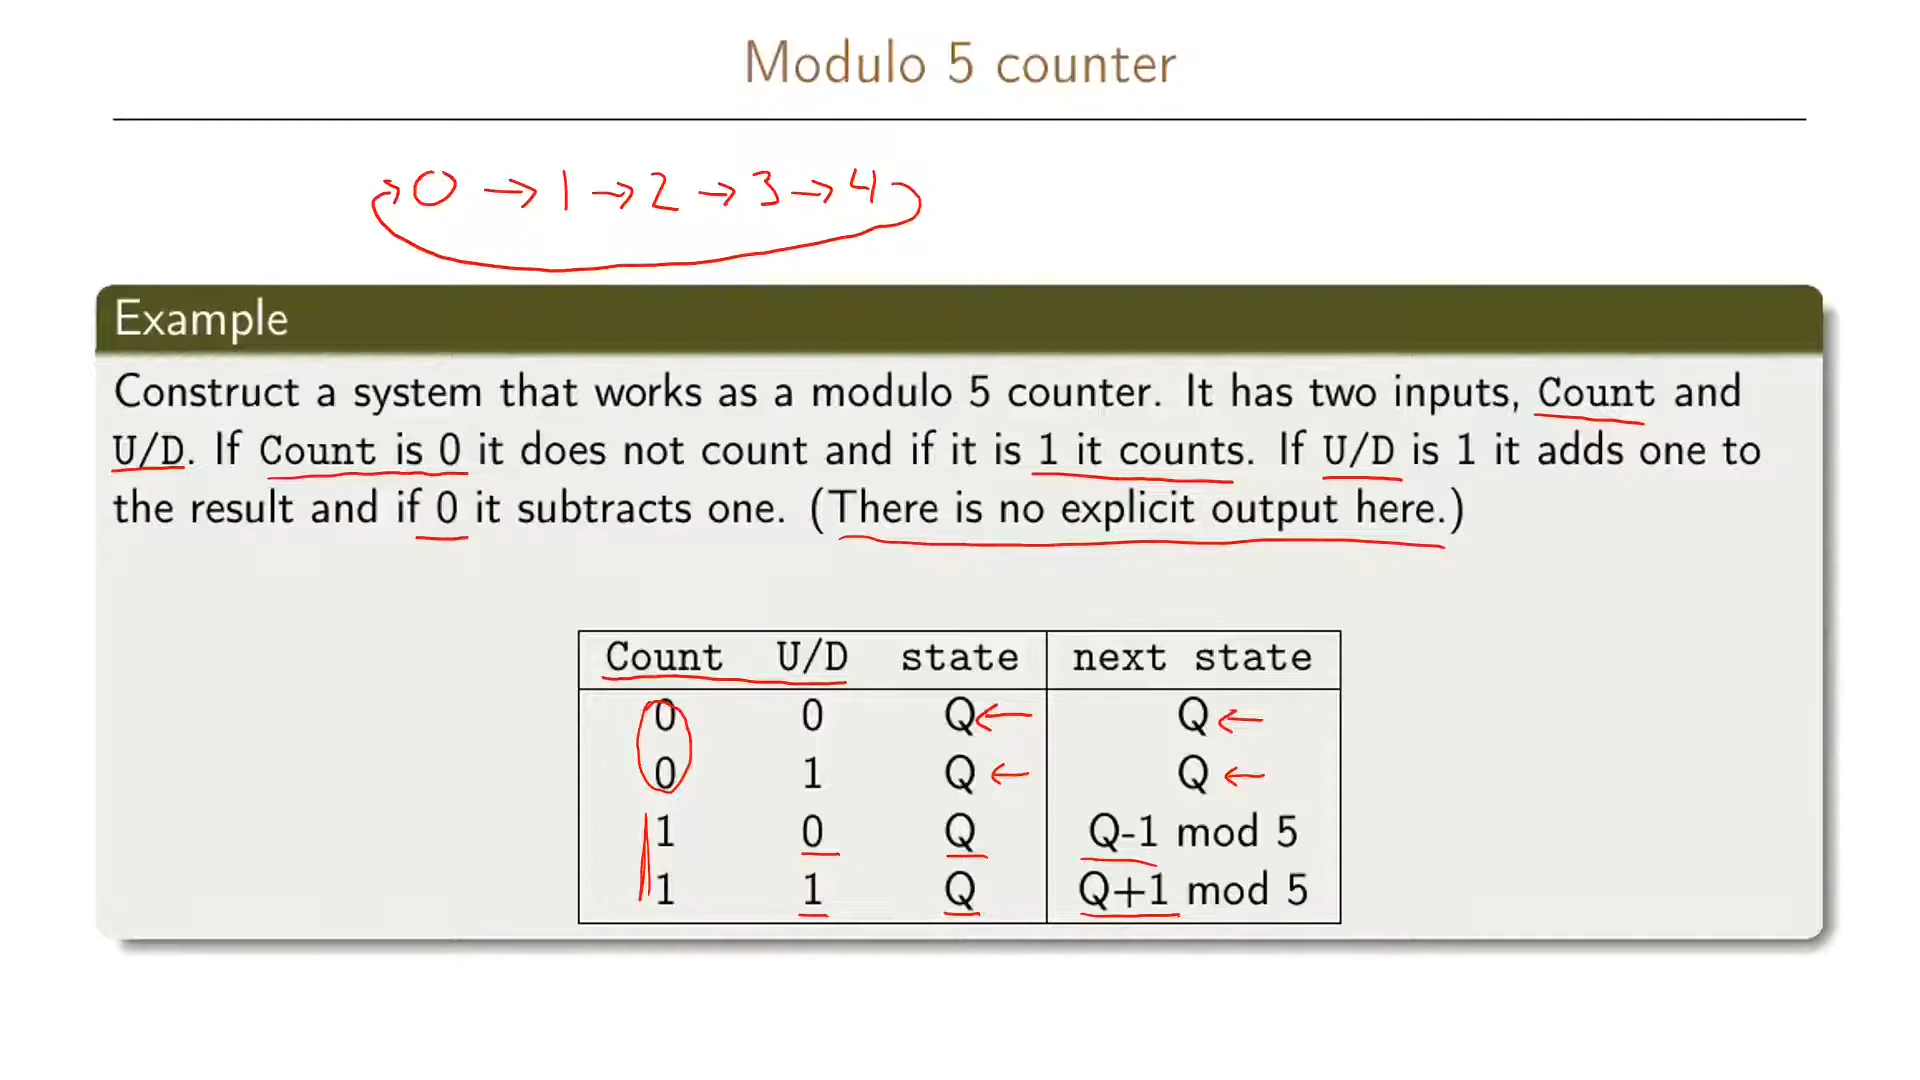 Modulo 5 counter
0 → 1 → 2 → 3 → 4
Example
Construct a system that works as a modulo 5 counter. It has two inputs, Count and
U/D. If Count is 0 it does not count and if it is 1 it counts. If U/D is 1 it adds one to
the result and if 0 it subtracts one. (There is no explicit output here.)
Count U/D state next state
0 0 Q Q
0 1 Q Q
1 0 Q Q-1 mod 5
1 1 Q Q+1 mod 5